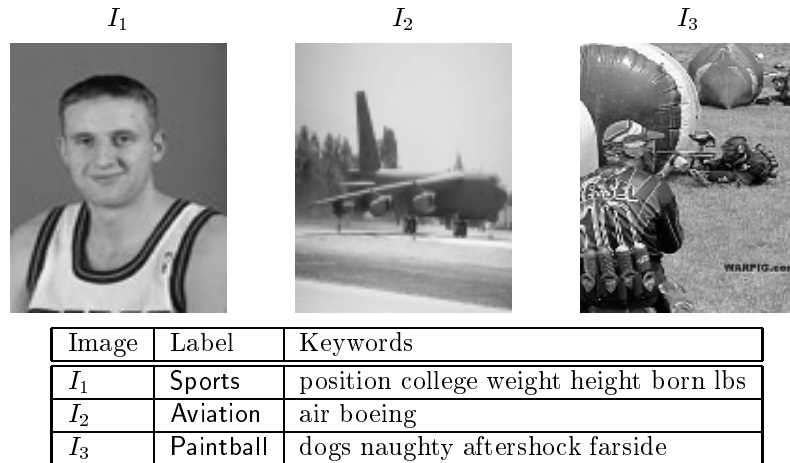 I1 I2 I3
WARPIG.com
Image Label Keywords
I1 Sports position college weight height born lbs
I2 Aviation air boeing
I3 Paintball dogs naughty aftershock farside